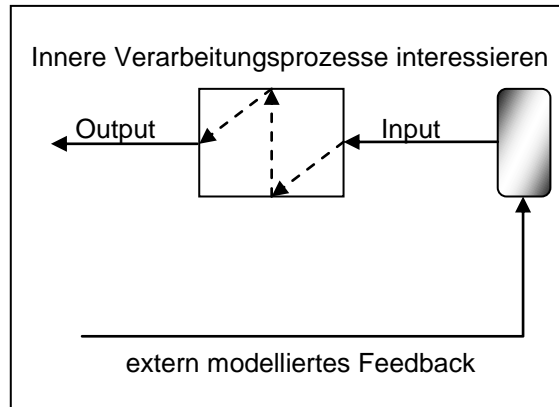 Innere Verarbeitungsprozesse interessieren
Output
Input
extern modelliertes Feedback